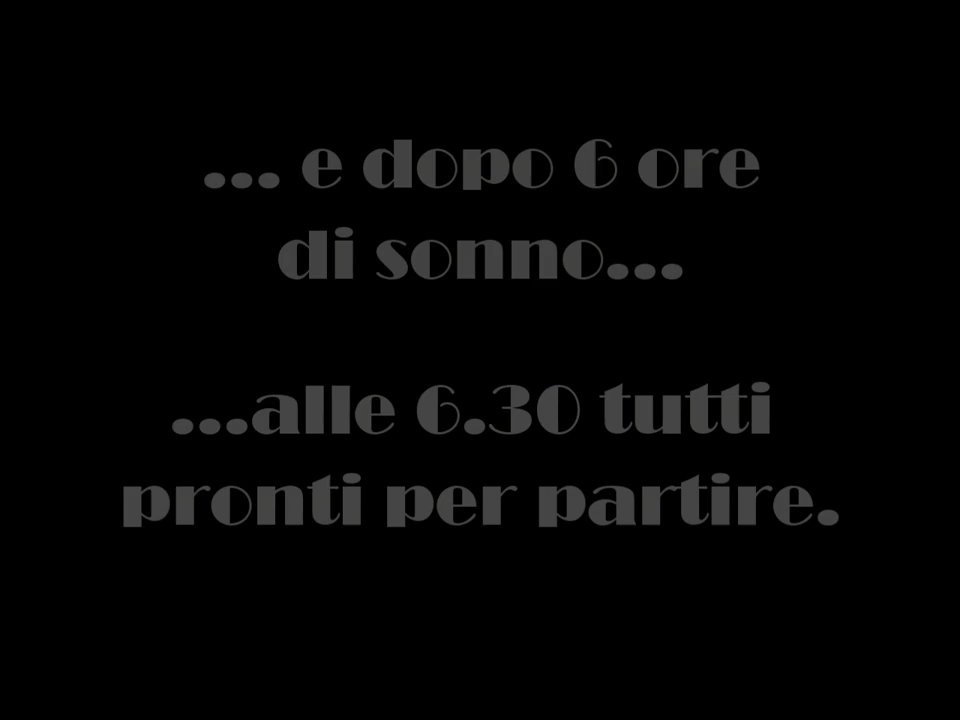 ... e dopo 6 ore
di sonno...
...alle 6.30 tutti
pronti per partire.